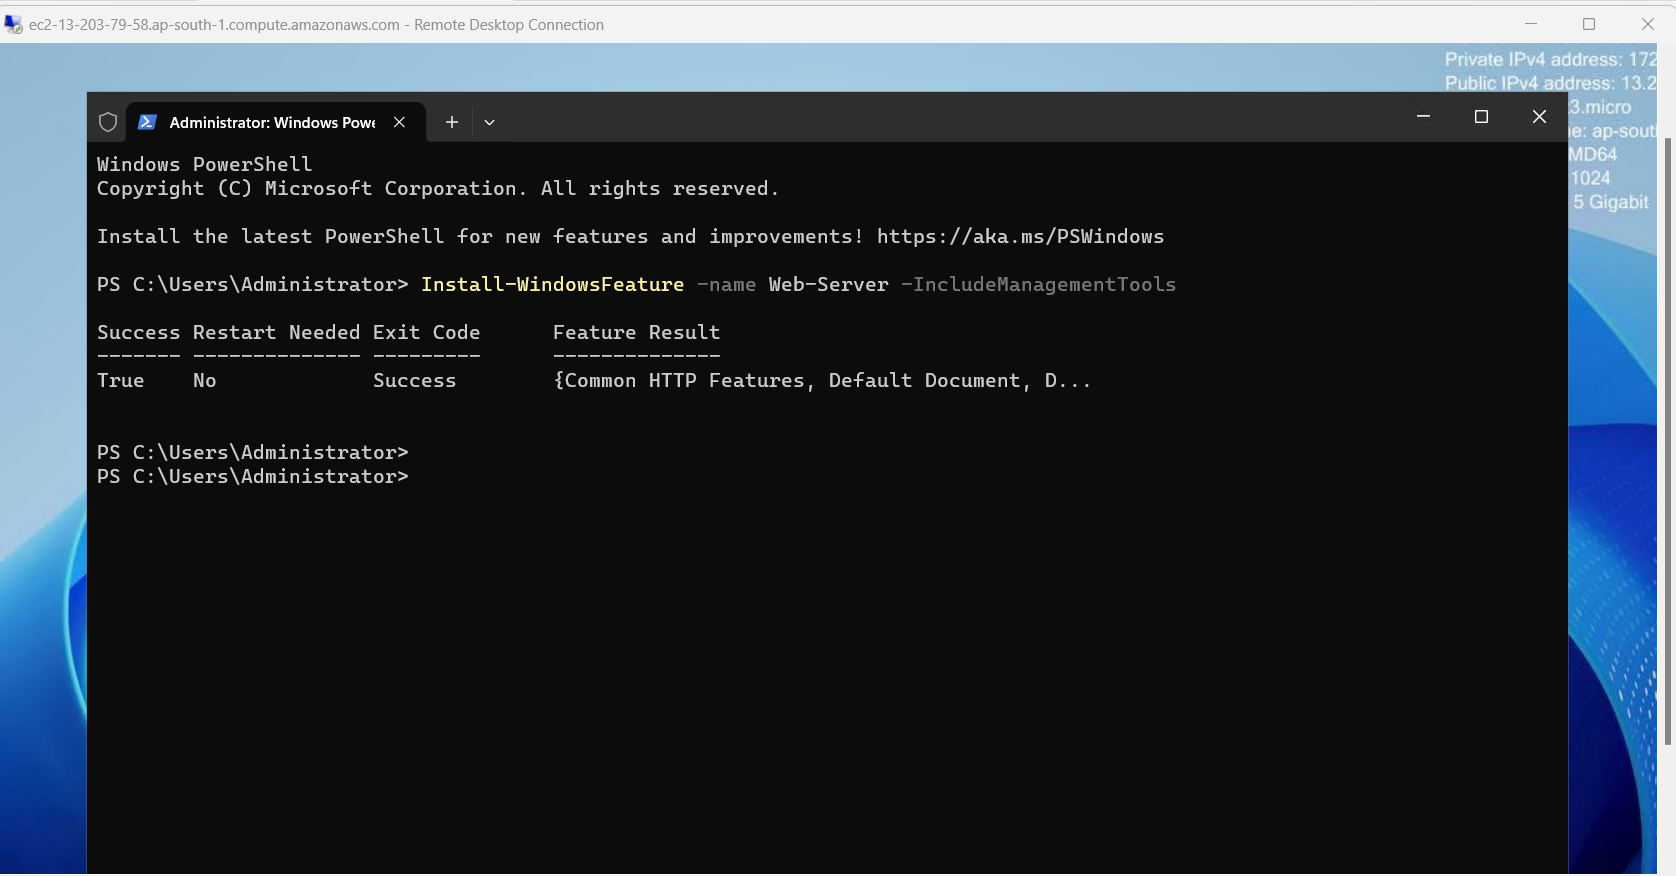 ec2-13-203-79-58.ap-south-1.compute.amazonaws.com - Remote Desktop Connection
Private IPv4 address: 172
Public IPv4 address: 13.2
3.micro
e: ap-sout
MD64
1024
5 Gigabit
Administrator: Windows Powe
Windows PowerShell
Copyright (C) Microsoft Corporation. All rights reserved.
Install the latest PowerShell for new features and improvements! https://aka.ms/PSWindows
PS C:\Users\Administrator> Install-WindowsFeature -name Web-Server -IncludeManagementTools
Success Restart Needed Exit Code      Feature Result
------- -------------- ---------      --------------
True    No             Success        {Common HTTP Features, Default Document, D...
PS C:\Users\Administrator>
PS C:\Users\Administrator>